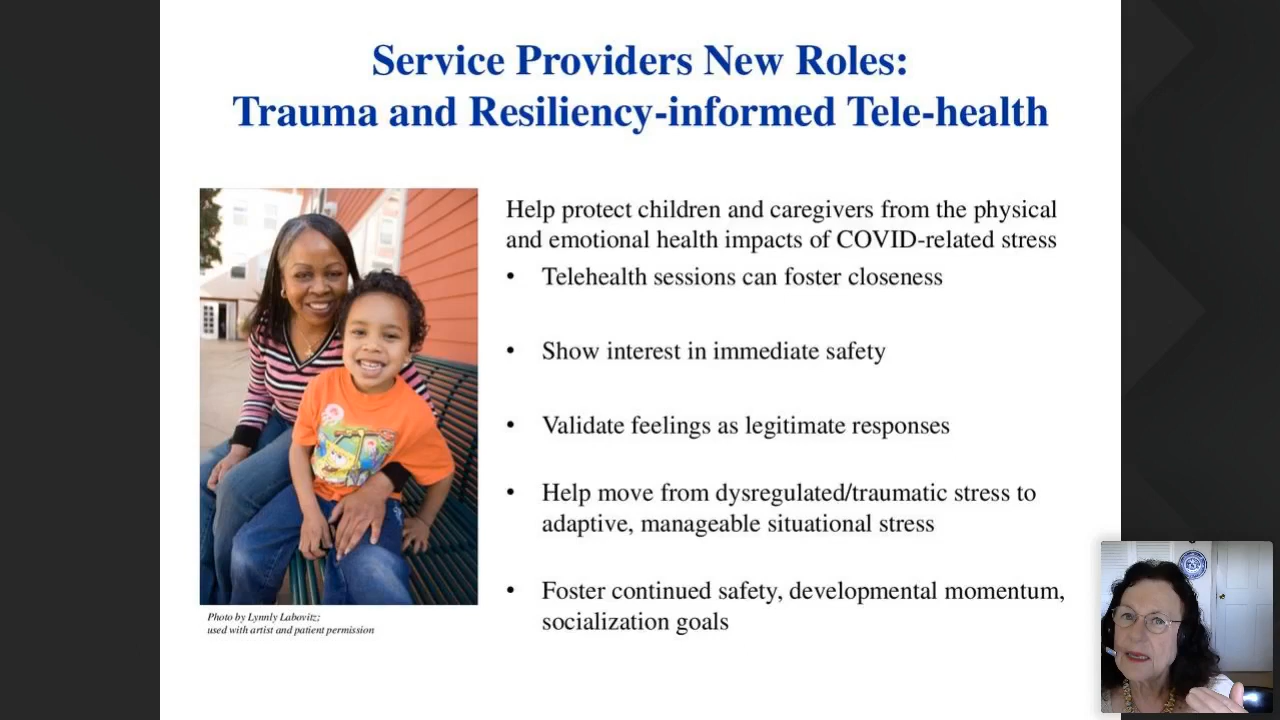 Service Providers New Roles:
Trauma and Resiliency-informed Tele-health
Help protect children and caregivers from the physical
and emotional health impacts of COVID-related stress
• Telehealth sessions can foster closeness
• Show interest in immediate safety
• Validate feelings as legitimate responses
• Help move from dysregulated/traumatic stress to
adaptive, manageable situational stress
• Foster continued safety, developmental momentum,
socialization goals
Photo by Lynnly Labovitz;
used with artist and patient permission